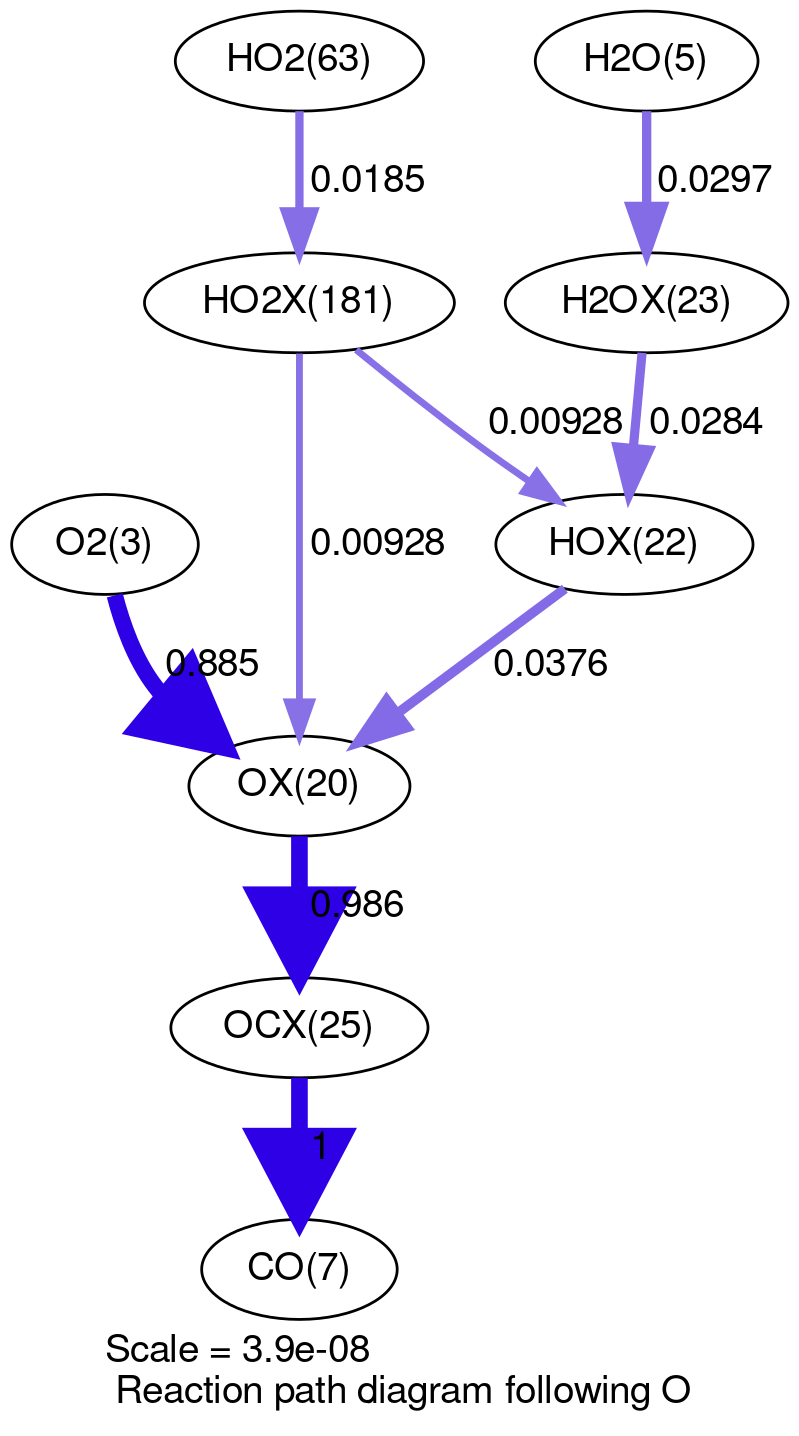 HO2(63)
H2O(5)
0.0185
0.0297
HO2X(181)
H2OX(23)
0.00928
0.0284
O2(3)
0.00928
HOX(22)
0.885
0.0376
OX(20)
0.986
OCX(25)
1
CO(7)
Scale = 3.9e-08
Reaction path diagram following O